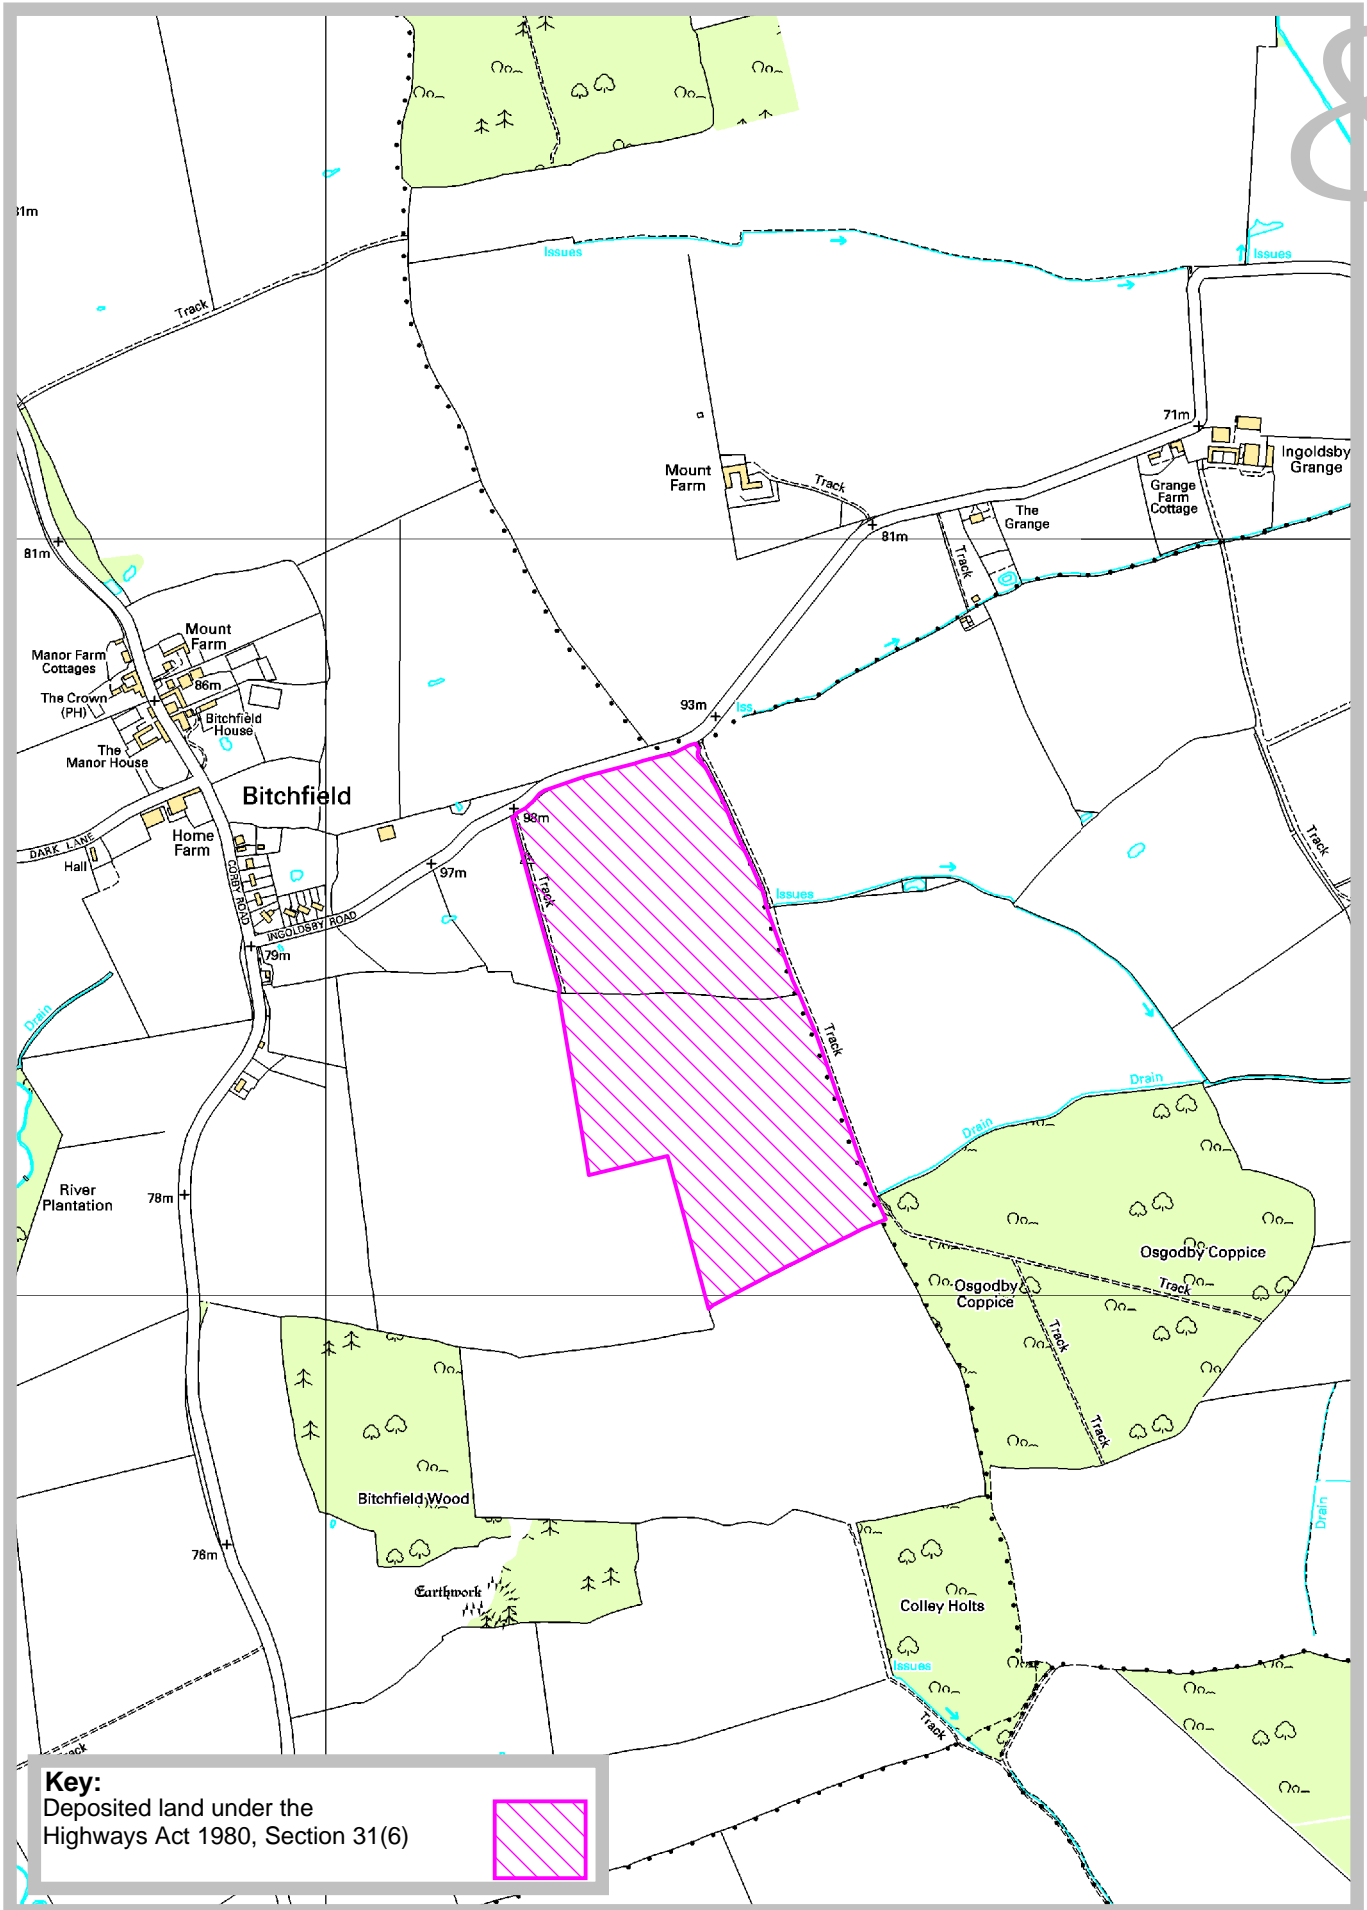 &
Issues
Issues
31m
Track
71m
Ingoldsby
Grange
Mount
Farm
Track
Grange
Farm
Cottage
The
Grange
81m
81m
Track
Mount
Farm
Manor Farm
Cottages
86m
The Crown
(PH)
Bitchfield
House
The
Manor House
93m
Iss
Bitchfield
98m
Home
Farm
DARK LANE
Hall
CORBY ROAD
97m
Track
INGOLDSBY ROAD
79m
Issues
Track
Drain
Track
Drain
Drain
River
Plantation
78m
Osgodby Coppice
Osgodby
Coppice
Track
Track
Track
Bitchfield Wood
Drain
76m
Earthwork
Colley Holts
Issues
Track
Key:
Deposited land under the
Highways Act 1980, Section 31(6)